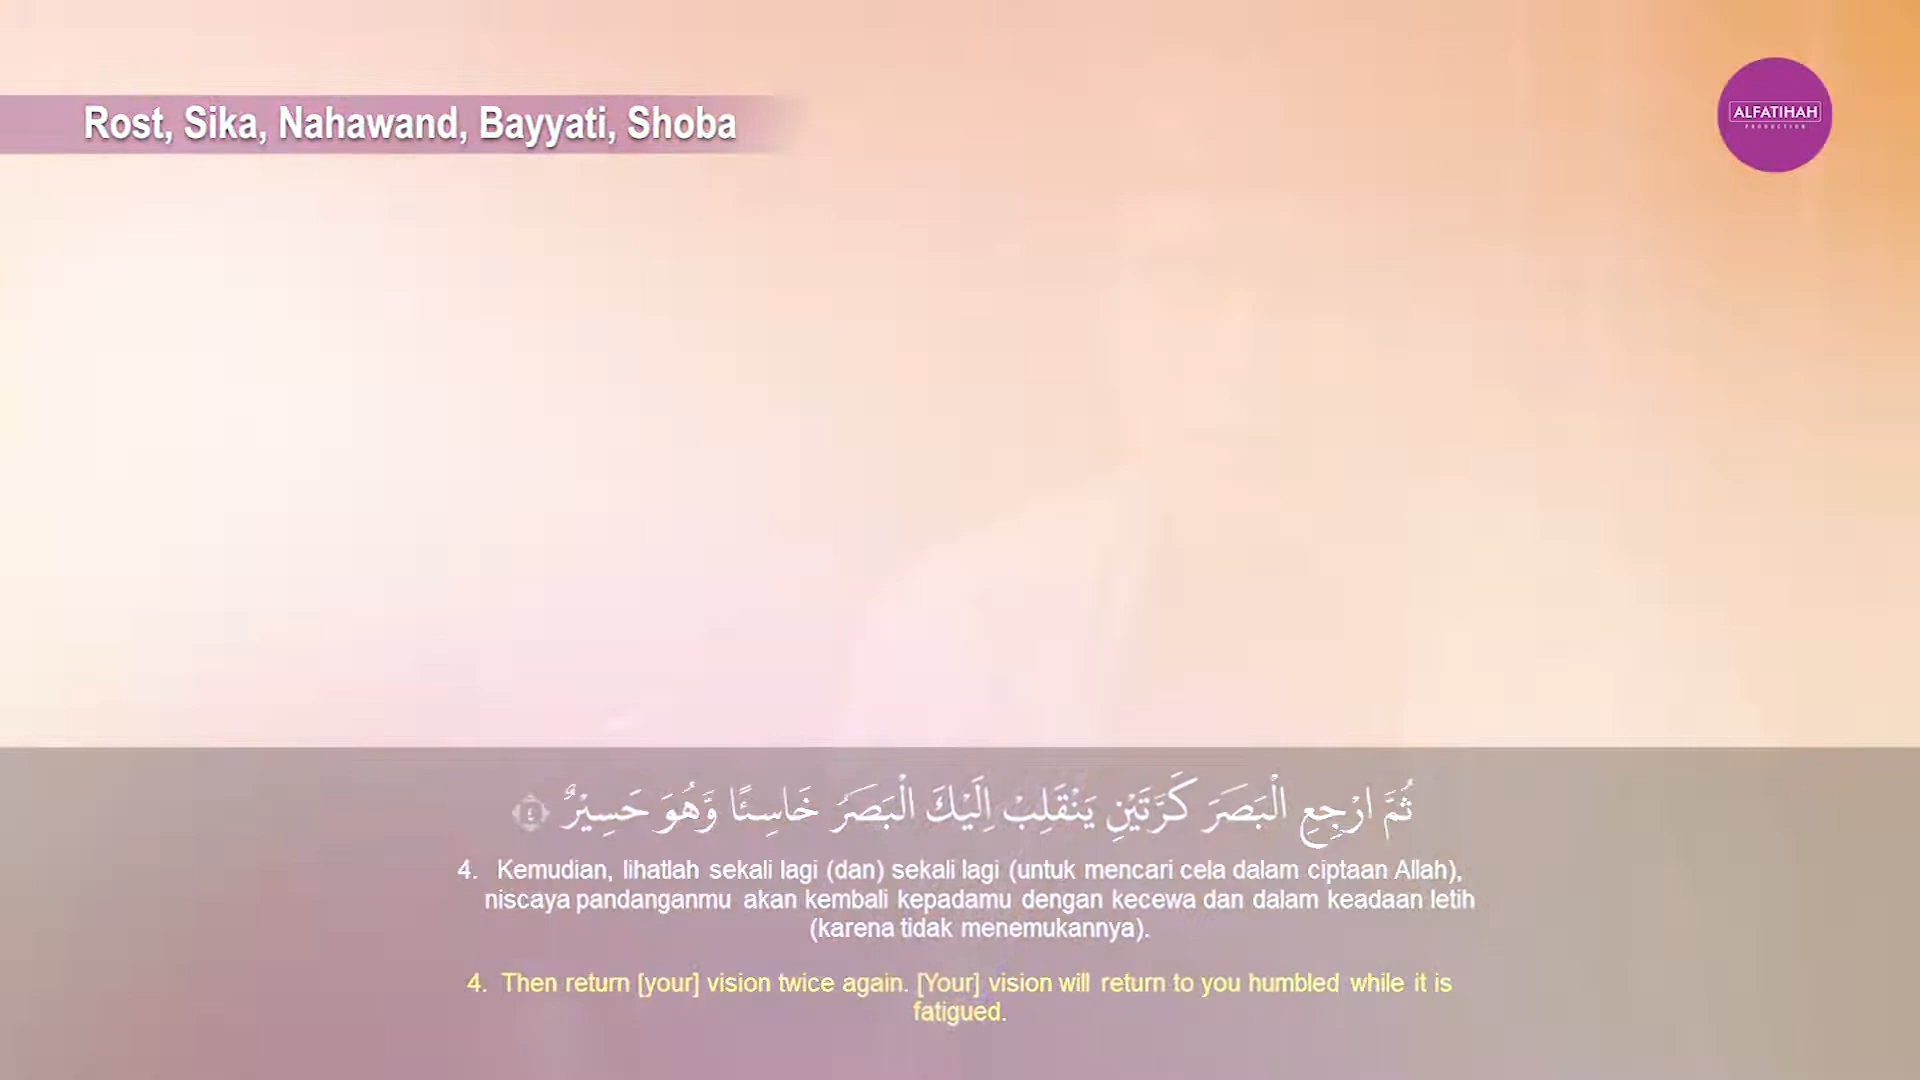 Rost, Sika, Nahawand, Bayyati, Shoba
ALFATIHAH
PRODUCTION
ثُمَّ ارْجِعِ الْبَصَرَ كَرَّتَيْنِ يَنْقَلِبْ اِلَيْكَ الْبَصَرُ خَاسِئًا وَّهُوَ حَسِيْرٌ ٤
4. Kemudian, lihatlah sekali lagi (dan) sekali lagi (untuk mencari cela dalam ciptaan Allah),
niscaya pandanganmu akan kembali kepadamu dengan kecewa dan dalam keadaan letih
(karena tidak menemukannya).
4. Then return [your] vision twice again. [Your] vision will return to you humbled while it is
fatigued.